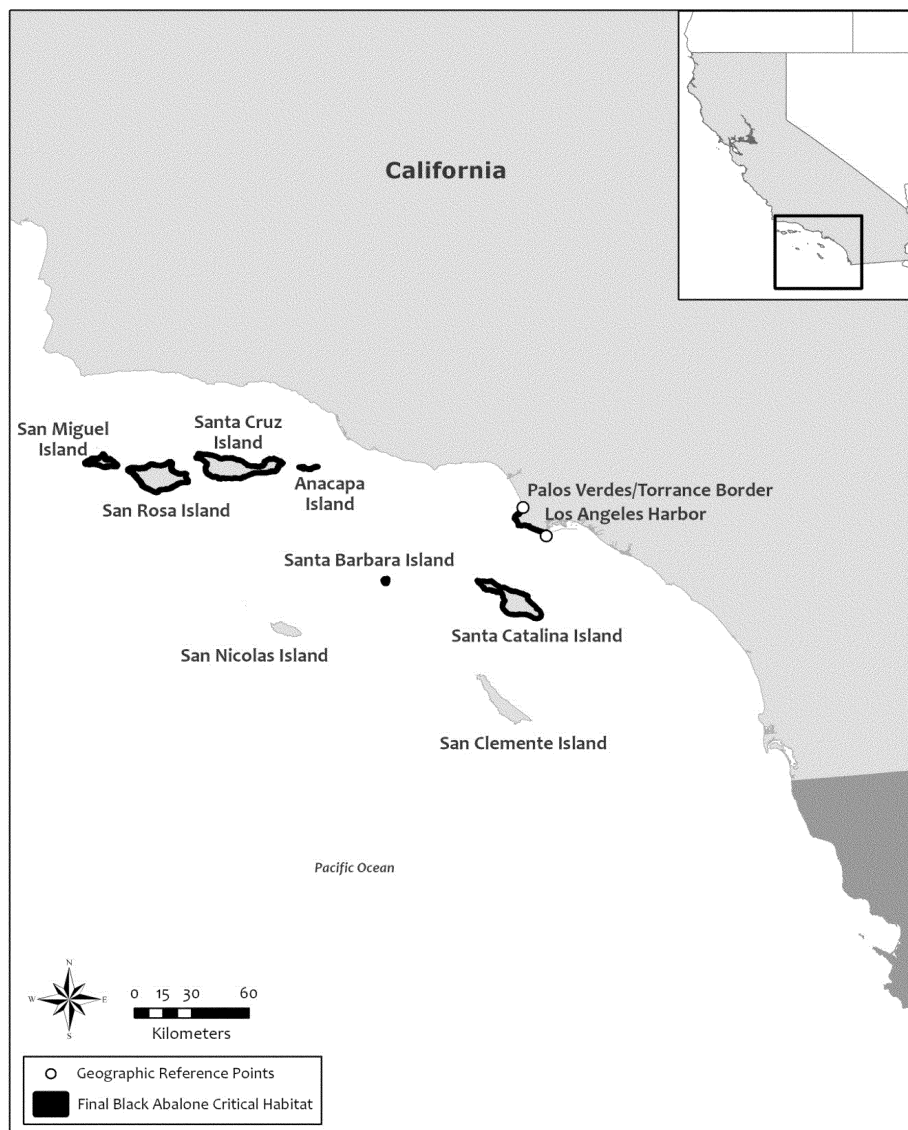 California
San Miguel
Island
Santa Cruz
Island
San Rosa Island
Anacapa
Island
Palos Verdes/Torrance Border
Los Angeles Harbor
Santa Barbara Island
Santa Catalina Island
San Nicolas Island
San Clemente Island
Pacific Ocean
N
W
E
S
0 15 30 60
Kilometers
Geographic Reference Points
Final Black Abalone Critical Habitat